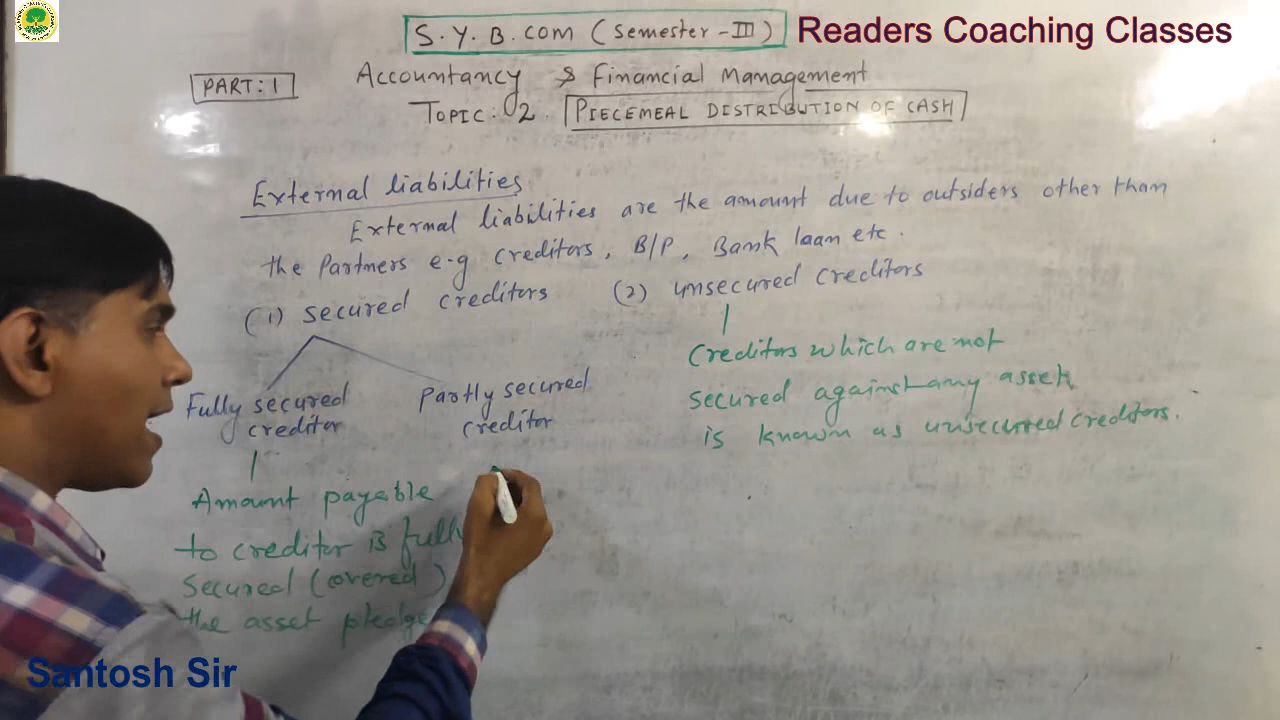 S.Y.B.COM (Semester-III)
Readers Coaching Classes
PART:1
Accountancy & Financial Management
TOPIC: 2. PIECEMEAL DISTRIBUTION OF CASH
External liabilities
External liabilities are the amount due to outsiders other than
the Partners e.g creditors, B/P, Bank loan etc.
(1) secured creditors (2) unsecured creditors
Creditors which are not
secured against any asset
is known as unsecured creditors.
Fully secured
creditor
Partly secured
creditor
Amount payable
to creditor is fully
secured (covered)
the asset pledge
Santosh Sir